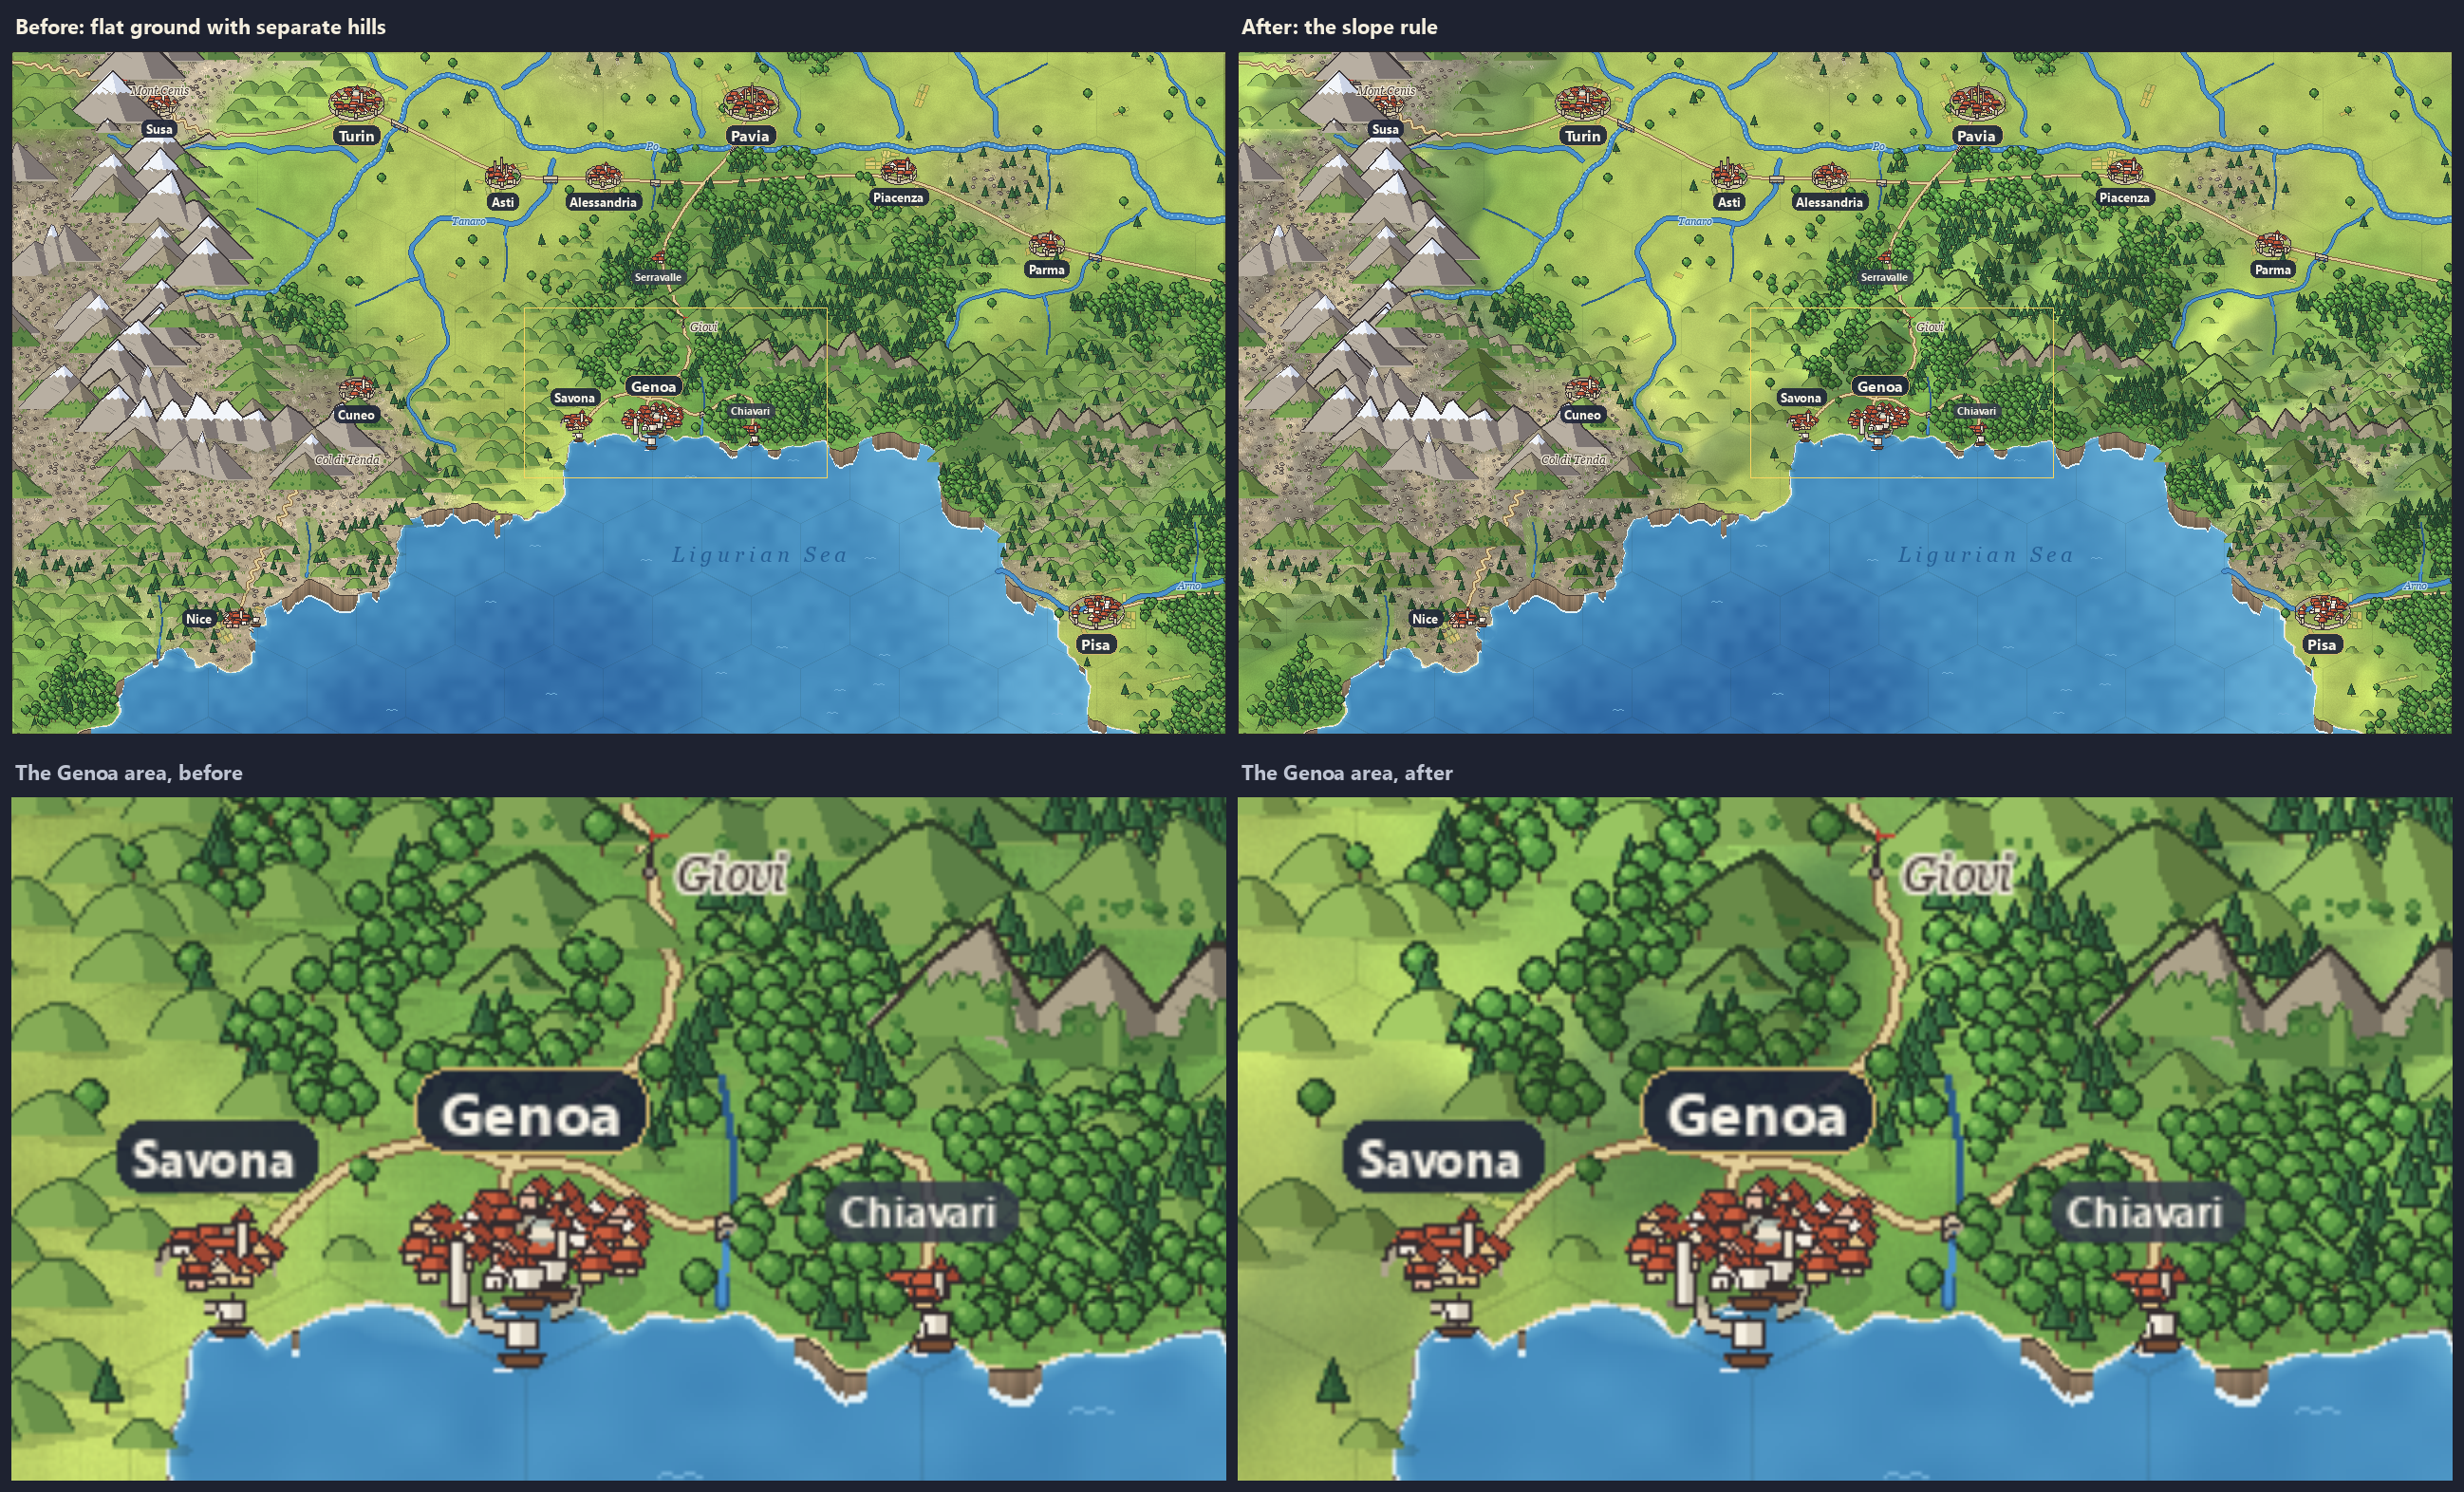 Before: flat ground with separate hills
Mont Cenis
Susa
Turin
Pavia
Po
Asti
Alessandria
Piacenza
Tanaro
Parma
Serravalle
Giovi
Genoa
Savona
Chiavari
Cuneo
Col di Tenda
Ligurian Sea
Arno
Nice
Pisa
After: the slope rule
Mont Cenis
Susa
Turin
Pavia
Po
Asti
Alessandria
Piacenza
Tanaro
Parma
Serravalle
Giovi
Genoa
Savona
Chiavari
Cuneo
Col di Tenda
Ligurian Sea
Arno
Nice
Pisa
The Genoa area, before
Giovi
Genoa
Savona
Chiavari
The Genoa area, after
Giovi
Genoa
Savona
Chiavari